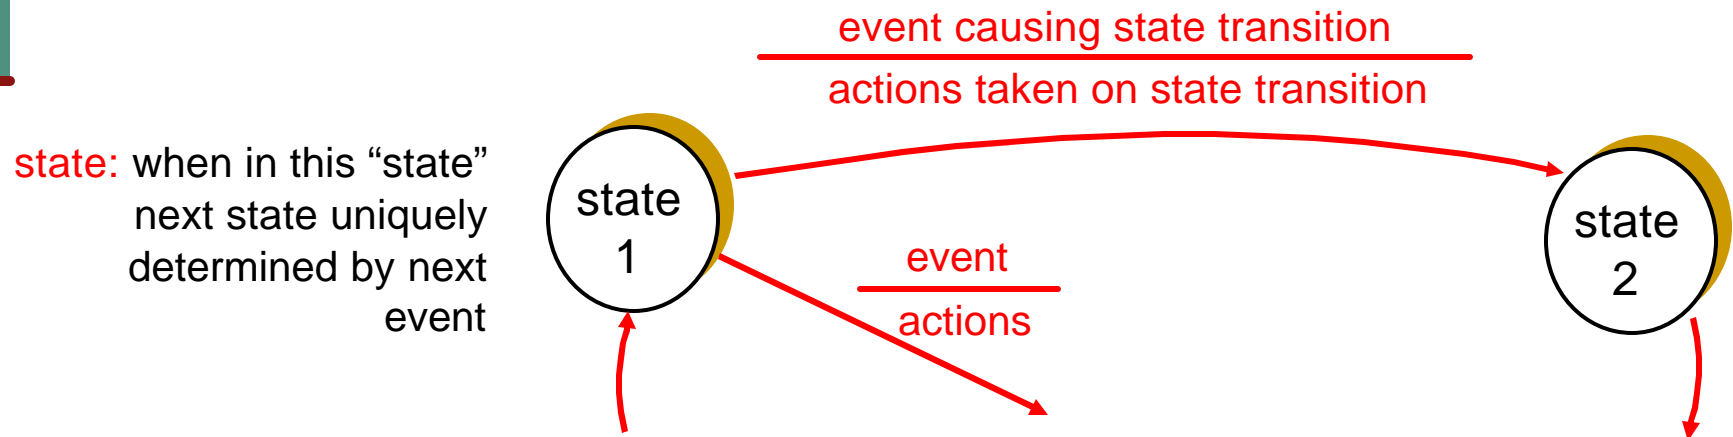 event causing state transition
actions taken on state transition
state: when in this “state”
next state uniquely
determined by next
event
state
1
event
actions
state
2